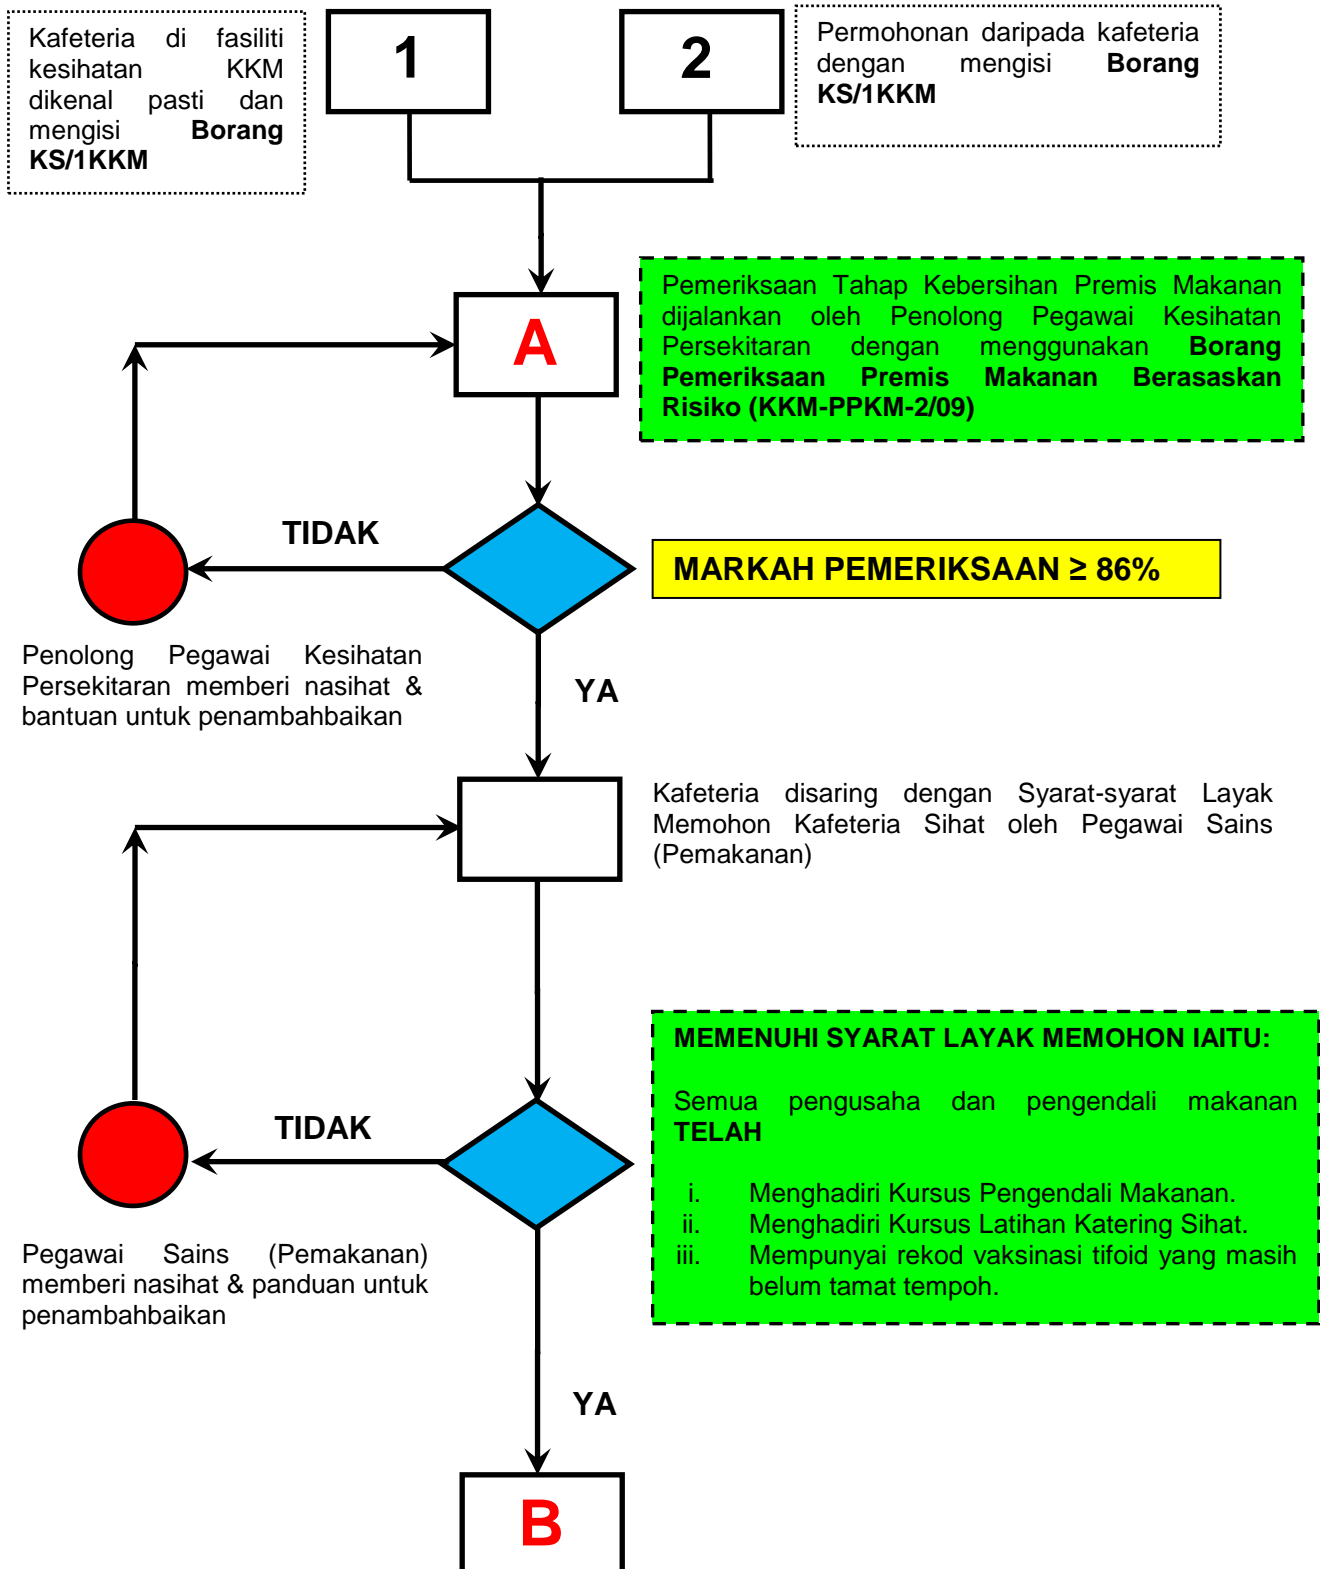 Kafeteria di fasiliti
kesihatan KKM
dikenal pasti dan
mengisi Borang
KS/1KKM
1
2
Permohonan daripada kafeteria
dengan mengisi Borang
KS/1KKM
A
Pemeriksaan Tahap Kebersihan Premis Makanan
dijalankan oleh Penolong Pegawai Kesihatan
Persekitaran dengan menggunakan Borang
Pemeriksaan Premis Makanan Berasaskan
Risiko (KKM-PPKM-2/09)
TIDAK
MARKAH PEMERIKSAAN ≥ 86%
Penolong Pegawai Kesihatan
Persekitaran memberi nasihat &
bantuan untuk penambahbaikan
YA
Kafeteria disaring dengan Syarat-syarat Layak
Memohon Kafeteria Sihat oleh Pegawai Sains
(Pemakanan)
MEMENUHI SYARAT LAYAK MEMOHON IAITU:
Semua pengusaha dan pengendali makanan
TELAH
i. Menghadiri Kursus Pengendali Makanan.
ii. Menghadiri Kursus Latihan Katering Sihat.
iii. Mempunyai rekod vaksinasi tifoid yang masih
belum tamat tempoh.
TIDAK
Pegawai Sains (Pemakanan)
memberi nasihat & panduan untuk
penambahbaikan
YA
B